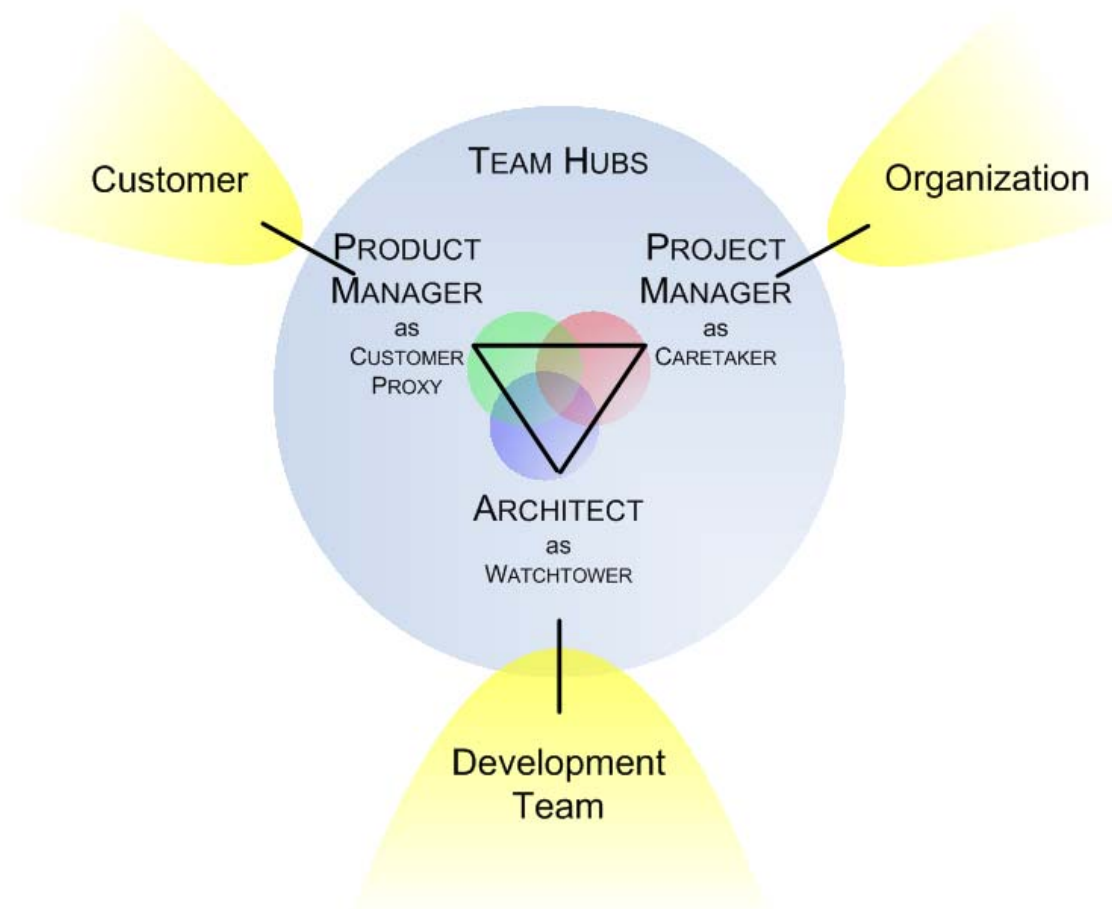 TEAM HUBS
Customer
Organization
PRODUCT
MANAGER
as
CUSTOMER
PROXY
PROJECT
MANAGER
as
CARETAKER
ARCHITECT
as
WATCHTOWER
Development
Team